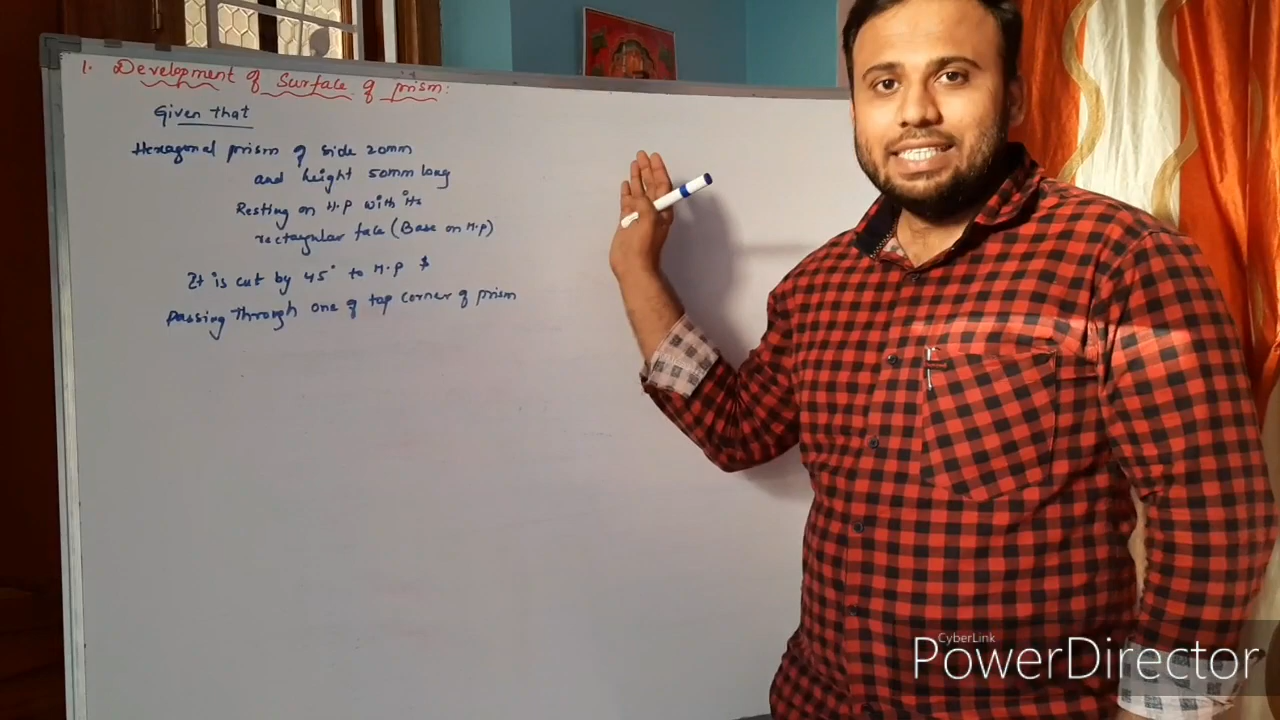 1. Development of Surface of prism:
Given that
Hexagonal prism of side 20mm
and height 50mm long
Resting on H.P with its
rectangular face (Base on H.P)
It is cut by 45° to H.P $
passing through one of top corner of prism
CyberLink
PowerDirector